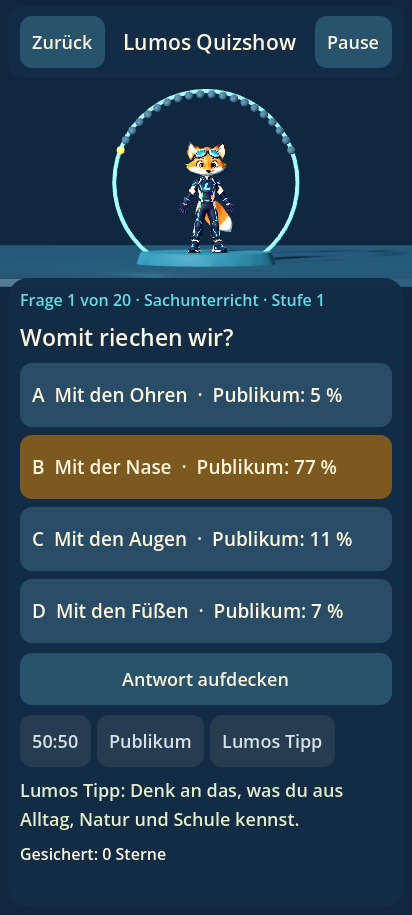 Zurück
Lumos Quizshow
Pause
Frage 1 von 20 · Sachunterricht · Stufe 1
Womit riechen wir?
A Mit den Ohren · Publikum: 5 %
B Mit der Nase · Publikum: 77 %
C Mit den Augen · Publikum: 11 %
D Mit den Füßen · Publikum: 7 %
Antwort aufdecken
50:50
Publikum
Lumos Tipp
Lumos Tipp: Denk an das, was du aus
Alltag, Natur und Schule kennst.
Gesichert: 0 Sterne